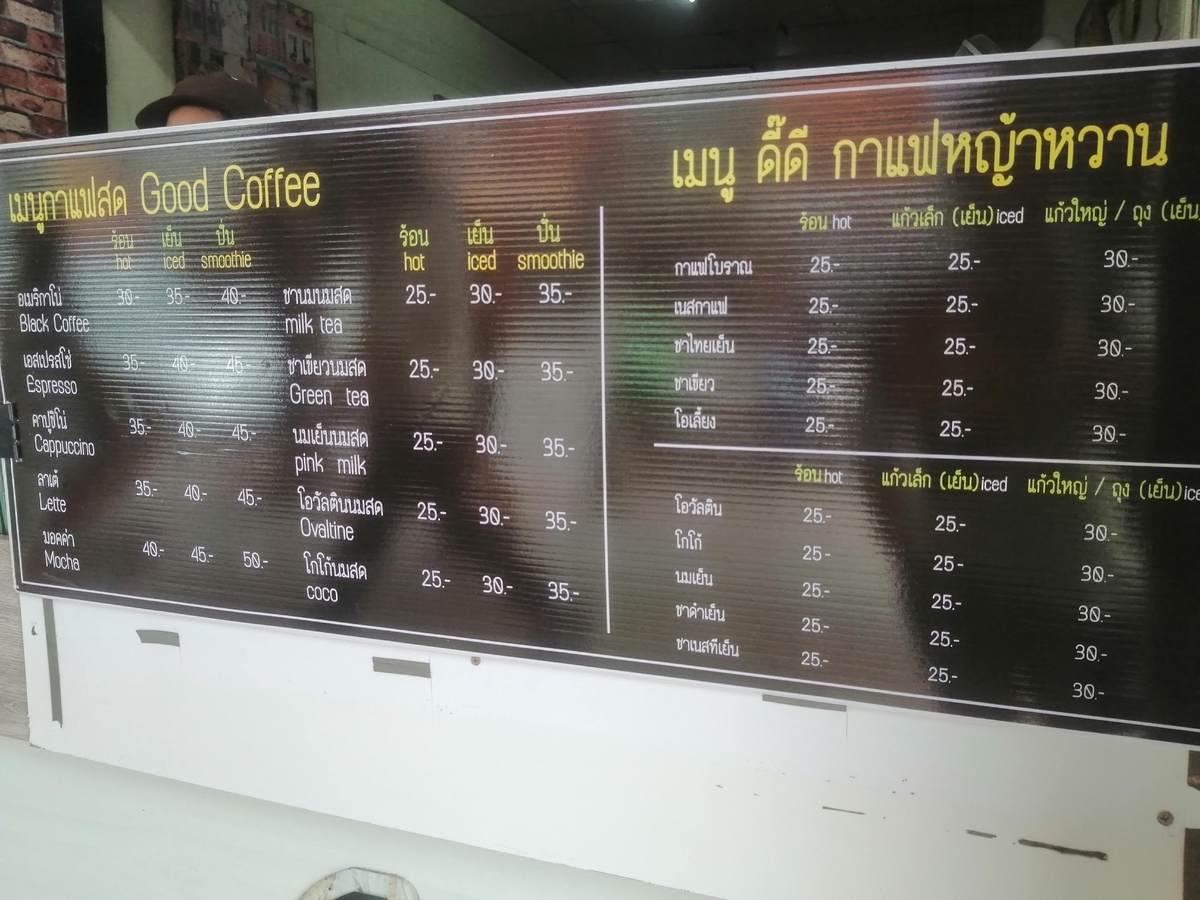 เมนูกาแฟสด Good Coffee
ร้อน เย็น ปั่น
hot iced smoothie
อเมริกาโน่ 30.- 35.- 40.-
Black Coffee
เอสเปรสโซ่ 35.- 40.- 45.-
Espresso
คาปูชิโน่ 35.- 40.- 45.-
Cappuccino
ลาเต้ 35.- 40.- 45.-
Lette
มอคค่า 40.- 45.- 50.-
Mocha
ร้อน เย็น ปั่น
hot iced smoothie
ชานมนมสด 25.- 30.- 35.-
milk tea
ชาเขียวนมสด 25.- 30.- 35.-
Green tea
นมเย็นนมสด 25.- 30.- 35.-
pink milk
โอวัลตินนมสด 25.- 30.- 35.-
Ovaltine
โกโก้นมสด 25.- 30.- 35.-
coco
เมนู ดี๊ดี กาแฟหญ้าหวาน
ร้อน hot แก้วเล็ก (เย็น) iced แก้วใหญ่ / ถุง (เย็น
กาแฟโบราณ 25.- 25.- 30.-
เนสกาแฟ 25.- 25.- 30.-
ชาไทยเย็น 25.- 25.- 30.-
ชาเขียว 25.- 25.- 30.-
โอเลี้ยง 25.- 25.- 30.-
ร้อน hot แก้วเล็ก (เย็น) iced แก้วใหญ่ / ถุง (เย็น) ice
โอวัลติน 25.- 25.- 30.-
โกโก้ 25.- 25.- 30.-
นมเย็น 25.- 25.- 30.-
ชาดำเย็น 25.- 25.- 30.-
ชาเนสทีเย็น 25.- 25.- 30.-